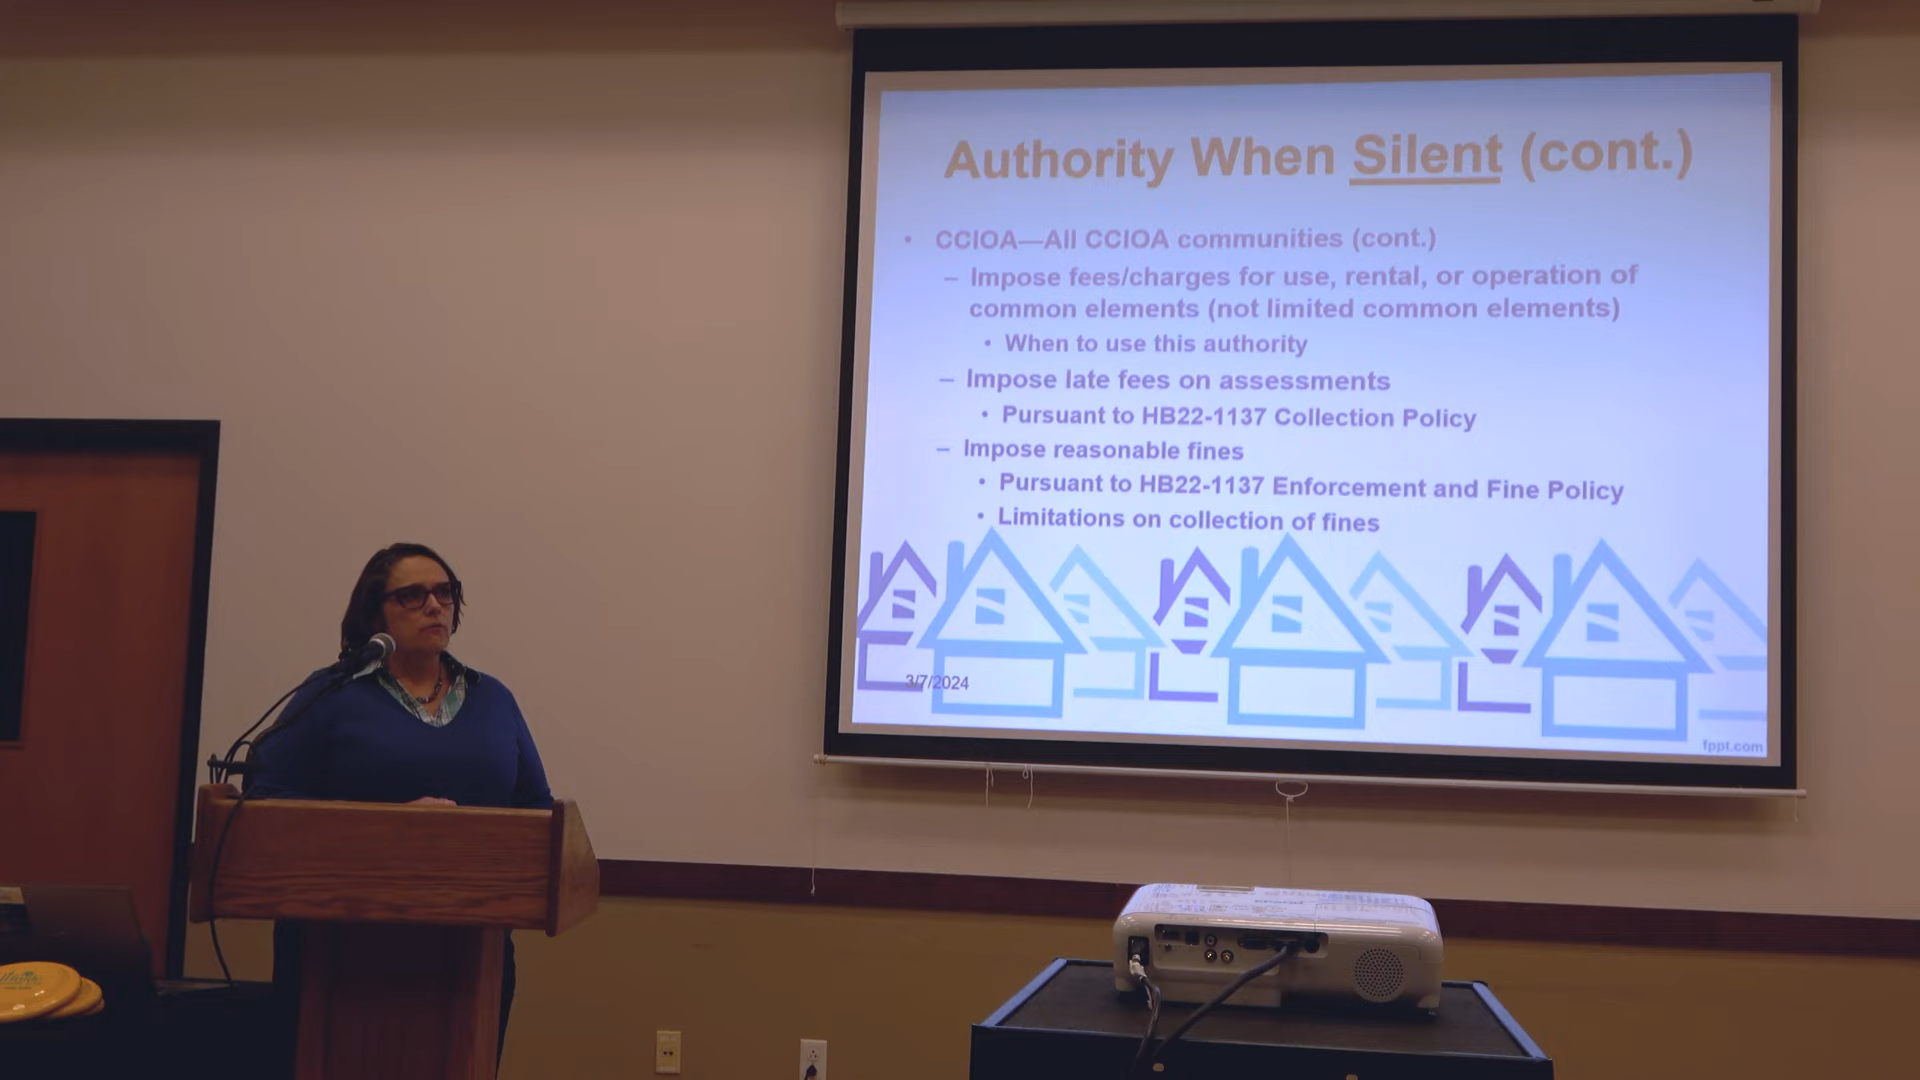 Authority When Silent (cont.)
• CCIOA—All CCIOA communities (cont.)
– Impose fees/charges for use, rental, or operation of
common elements (not limited common elements)
• When to use this authority
– Impose late fees on assessments
• Pursuant to HB22-1137 Collection Policy
– Impose reasonable fines
• Pursuant to HB22-1137 Enforcement and Fine Policy
• Limitations on collection of fines
3/7/2024
fppt.com